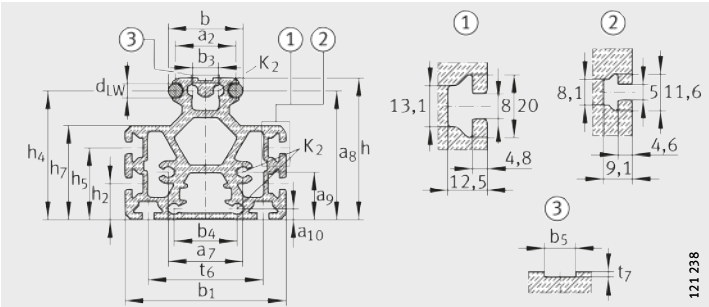 b
a2
b3
K2
dLW
h4
h7
h5
h2
K2
a8
h
a9
a10
b4
a7
t6
b1
3
1
2
1
13,1
8
20
4,8
12,5
2
8,1
5
11,6
4,6
9,1
3
b5
t7
121 238